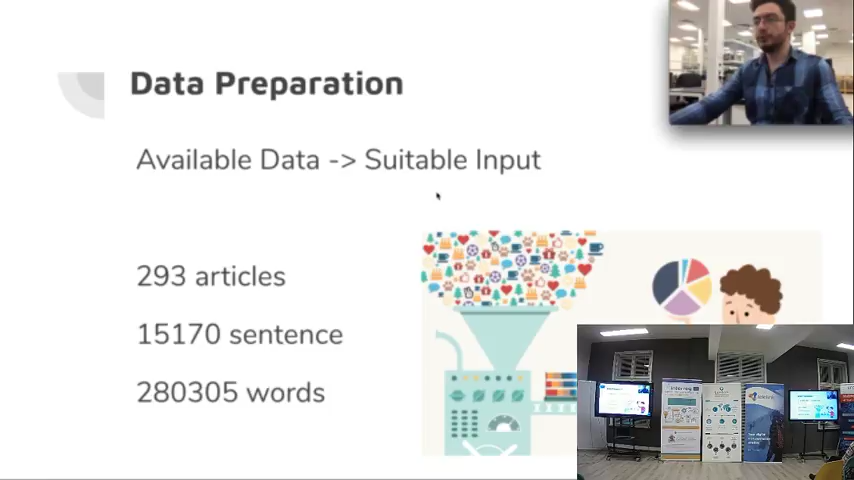 Data Preparation
Available Data -> Suitable Input
293 articles
15170 sentence
280305 words